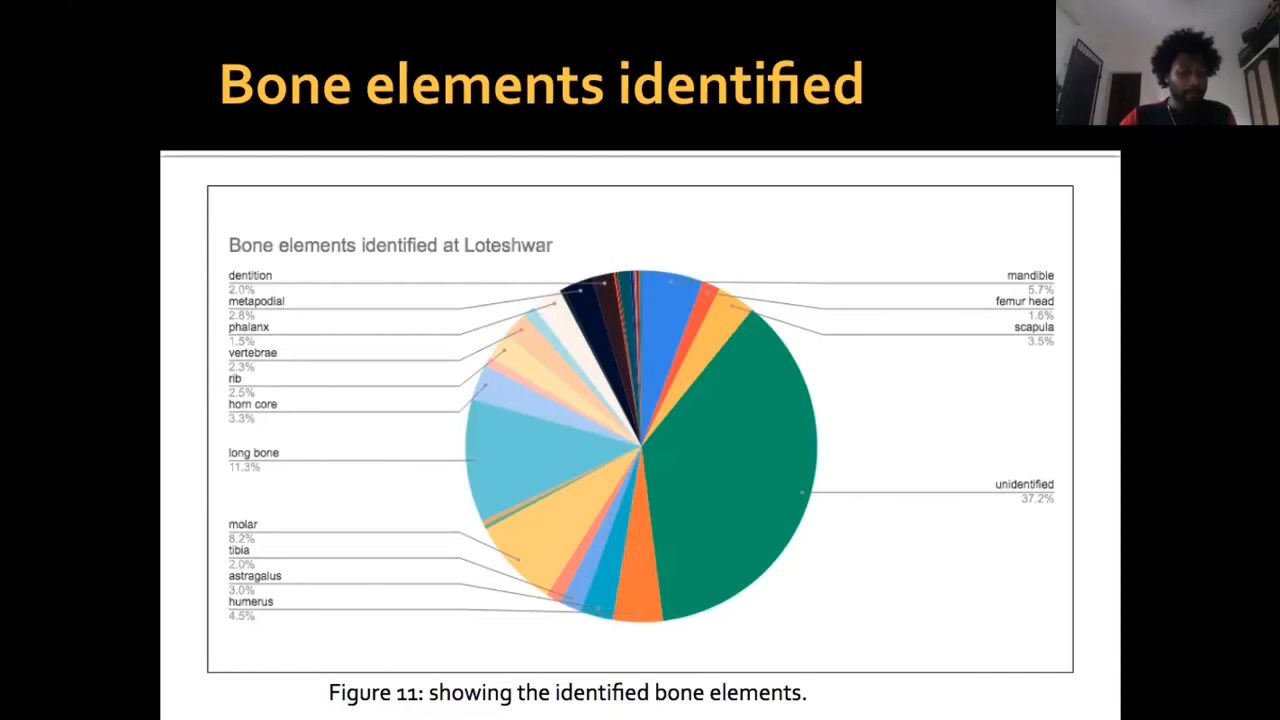 Bone elements identified
Bone elements identified at Loteshwar
dentition
2.0%
metapodial
2.8%
phalanx
1.5%
vertebrae
2.3%
rib
2.5%
horn core
3.3%
long bone
11.3%
molar
8.2%
tibia
2.0%
astragalus
3.0%
humerus
4.5%
mandible
5.7%
femur head
1.6%
scapula
3.5%
unidentified
37.2%
Figure 11: showing the identified bone elements.